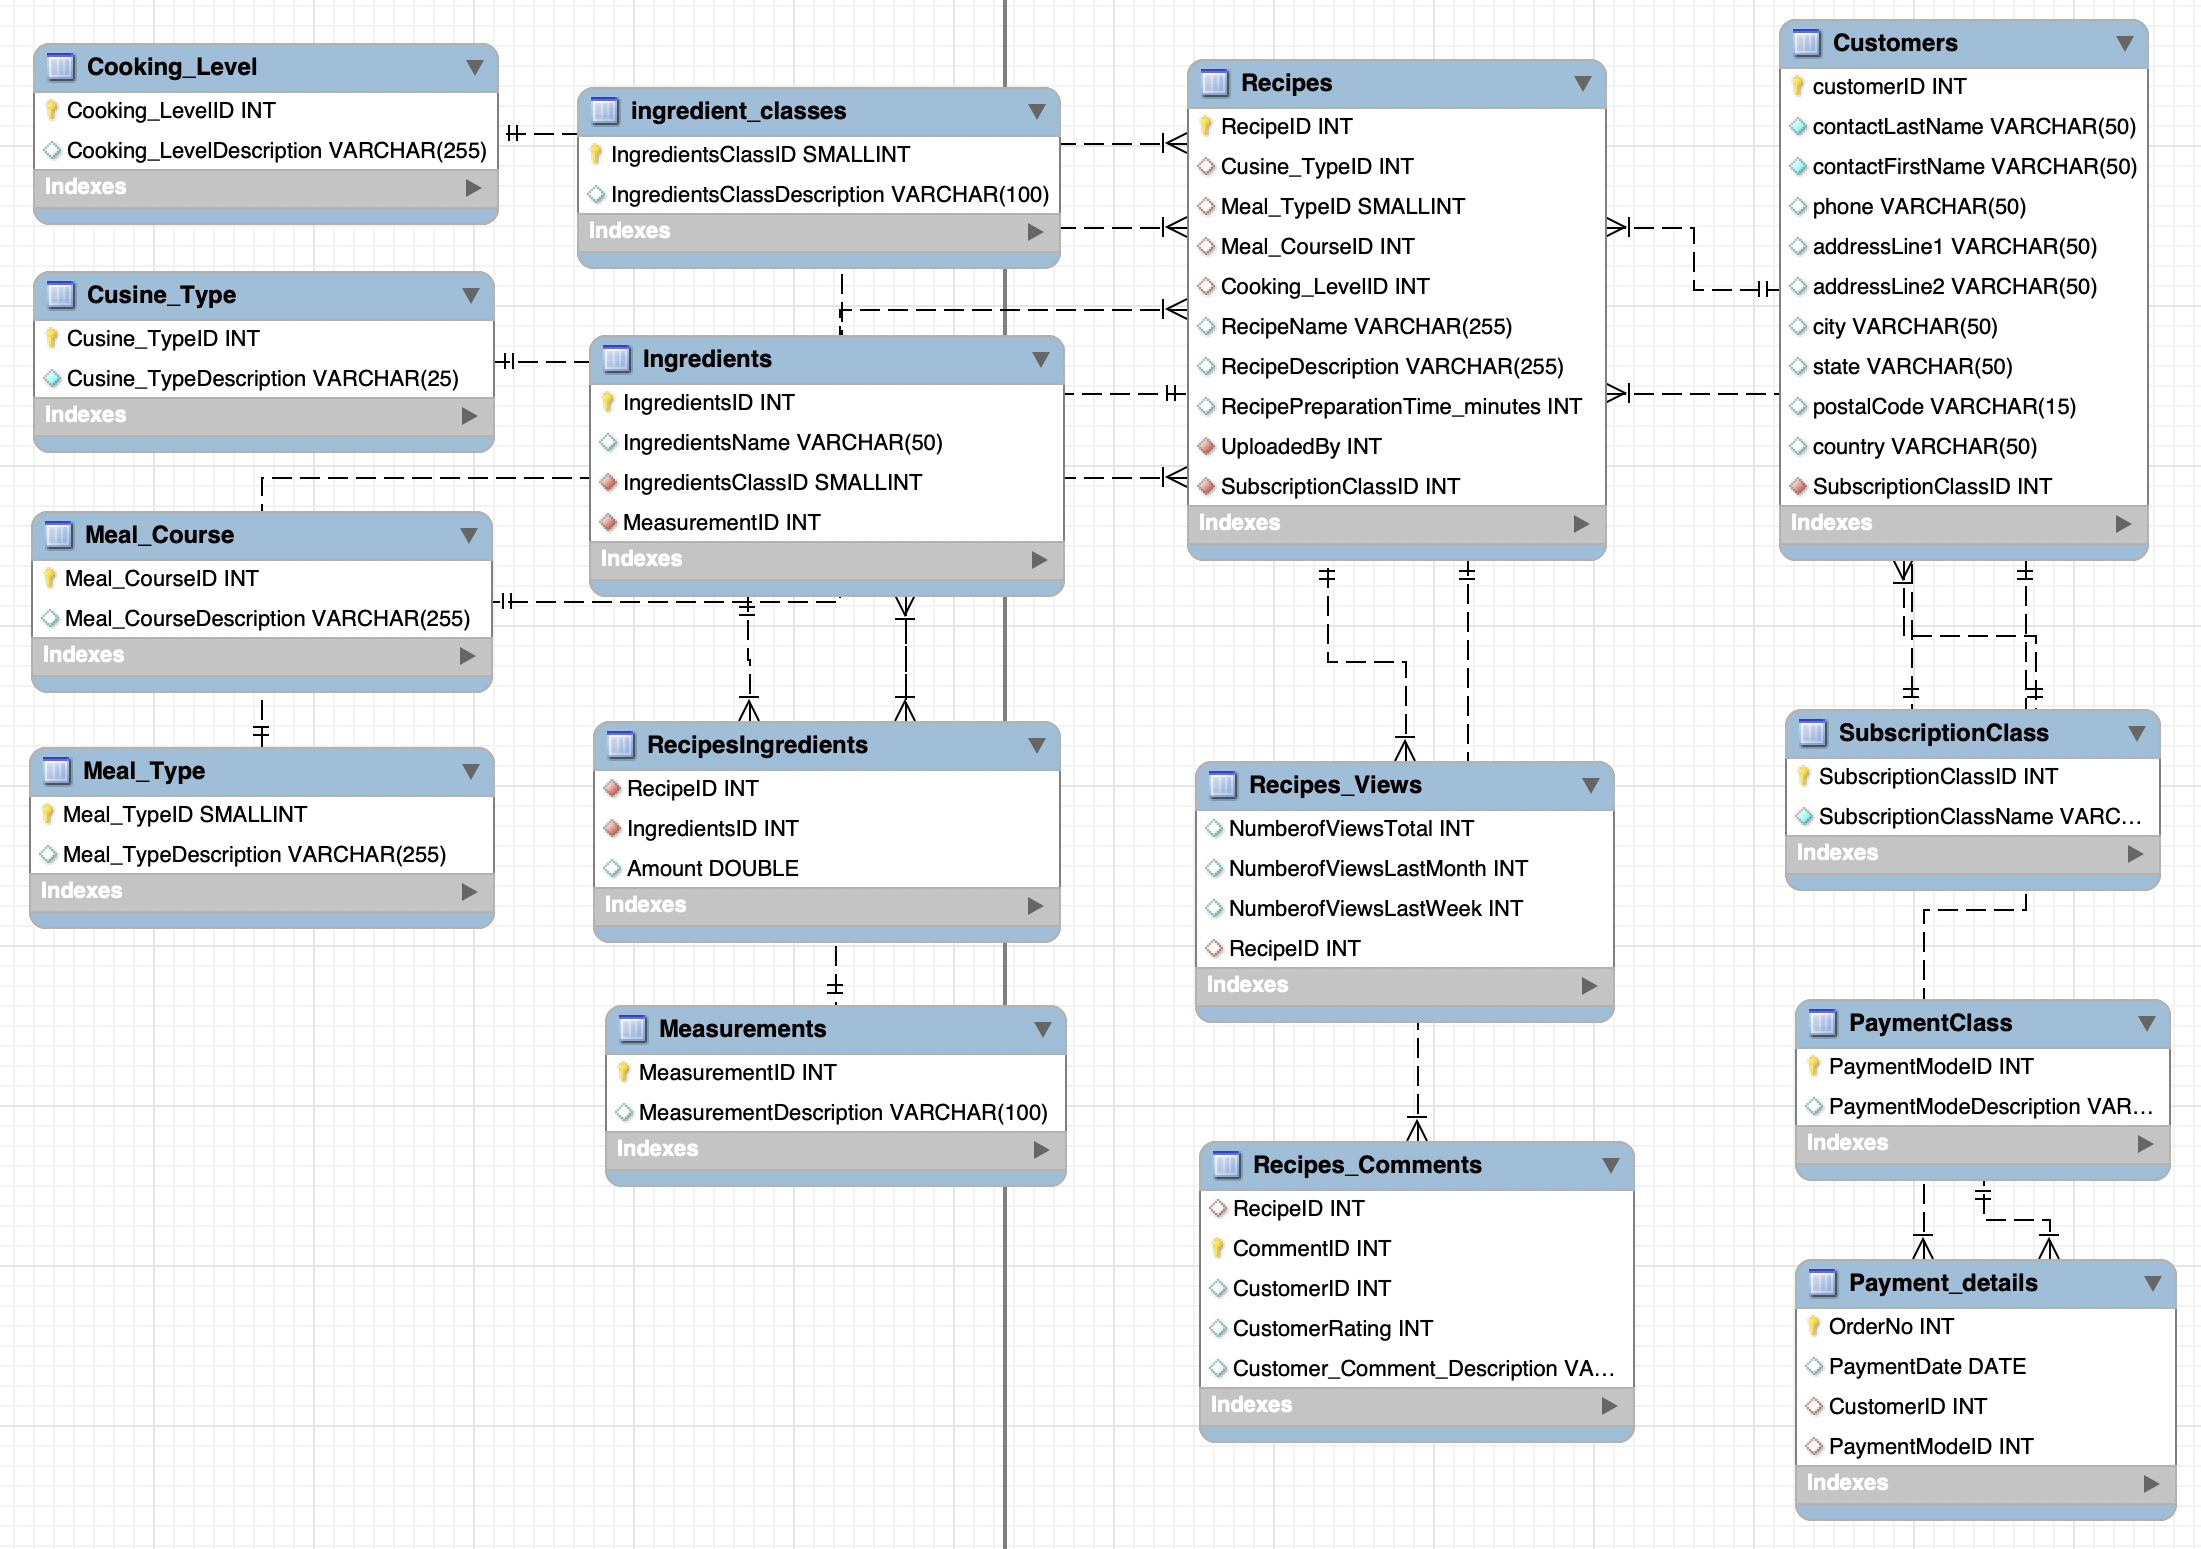 Cooking_Level
Cooking_LevelID INT
Cooking_LevelDescription VARCHAR(255)
Indexes
Cusine_Type
Cusine_TypeID INT
Cusine_TypeDescription VARCHAR(25)
Indexes
Meal_Course
Meal_CourseID INT
Meal_CourseDescription VARCHAR(255)
Indexes
Meal_Type
Meal_TypeID SMALLINT
Meal_TypeDescription VARCHAR(255)
Indexes
ingredient_classes
IngredientsClassID SMALLINT
IngredientsClassDescription VARCHAR(100)
Indexes
Ingredients
IngredientsID INT
IngredientsName VARCHAR(50)
IngredientsClassID SMALLINT
MeasurementID INT
Indexes
RecipesIngredients
RecipeID INT
IngredientsID INT
Amount DOUBLE
Indexes
Measurements
MeasurementID INT
MeasurementDescription VARCHAR(100)
Indexes
Recipes
RecipeID INT
Cusine_TypeID INT
Meal_TypeID SMALLINT
Meal_CourseID INT
Cooking_LevelID INT
RecipeName VARCHAR(255)
RecipeDescription VARCHAR(255)
RecipePreparationTime_minutes INT
UploadedBy INT
SubscriptionClassID INT
Indexes
Recipes_Views
NumberofViewsTotal INT
NumberofViewsLastMonth INT
NumberofViewsLastWeek INT
RecipeID INT
Indexes
Recipes_Comments
RecipeID INT
CommentID INT
CustomerID INT
CustomerRating INT
Customer_Comment_Description VA...
Indexes
Customers
customerID INT
contactLastName VARCHAR(50)
contactFirstName VARCHAR(50)
phone VARCHAR(50)
addressLine1 VARCHAR(50)
addressLine2 VARCHAR(50)
city VARCHAR(50)
state VARCHAR(50)
postalCode VARCHAR(15)
country VARCHAR(50)
SubscriptionClassID INT
Indexes
SubscriptionClass
SubscriptionClassID INT
SubscriptionClassName VARC...
Indexes
PaymentClass
PaymentModeID INT
PaymentModeDescription VAR...
Indexes
Payment_details
OrderNo INT
PaymentDate DATE
CustomerID INT
PaymentModeID INT
Indexes